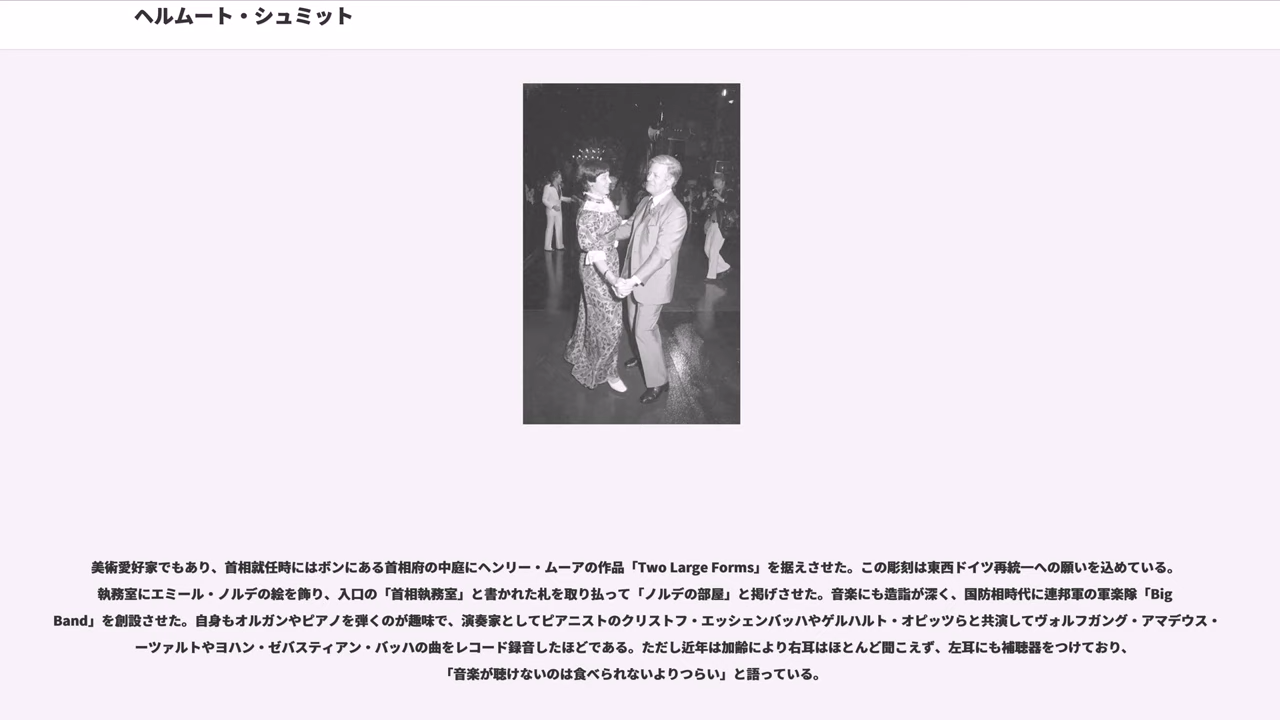 ヘルムート・シュミット
美術愛好家でもあり、首相就任時にはボンにある首相府の中庭にヘンリー・ムーアの作品「Two Large Forms」を据えさせた。この彫刻は東西ドイツ再統一への願いを込めている。
執務室にエミール・ノルデの絵を飾り、入口の「首相執務室」と書かれた札を取り払って「ノルデの部屋」と掲げさせた。音楽にも造詣が深く、国防相時代に連邦軍の軍楽隊「Big
Band」を創設させた。自身もオルガンやピアノを弾くのが趣味で、演奏家としてピアニストのクリストフ・エッシェンバッハやゲルハルト・オピッツらと共演してヴォルフガング・アマデウス・
ーツァルトやヨハン・ゼバスティアン・バッハの曲をレコード録音したほどである。ただし近年は加齢により右耳はほとんど聞こえず、左耳にも補聴器をつけており、
「音楽が聴けないのは食べられないよりつらい」と語っている。